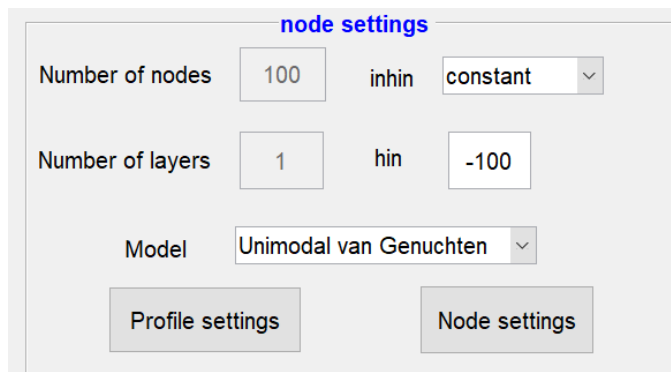 node settings
Number of nodes 100 inhin constant
Number of layers 1 hin -100
Model Unimodal van Genuchten
Profile settings Node settings